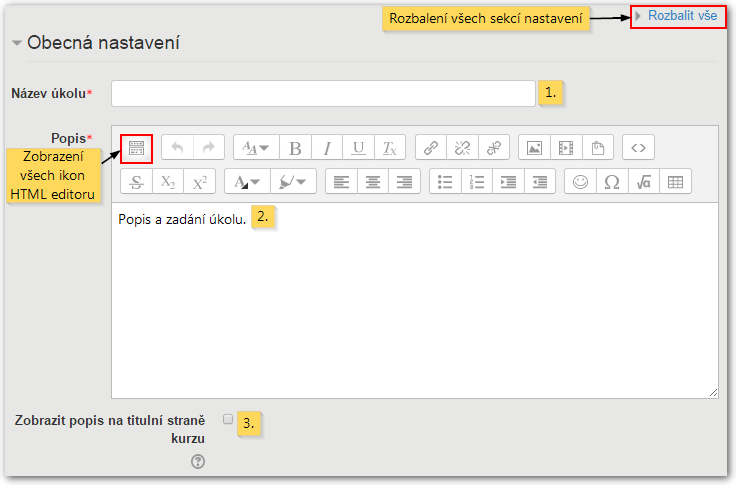 Rozbalení všech sekcí nastavení
Rozbalit vše
Obecná nastavení
Název úkolu*
1.
Popis*
Zobrazení
všech ikon
HTML editoru
Popis a zadání úkolu.
2.
Zobrazit popis na titulní straně
kurzu
3.